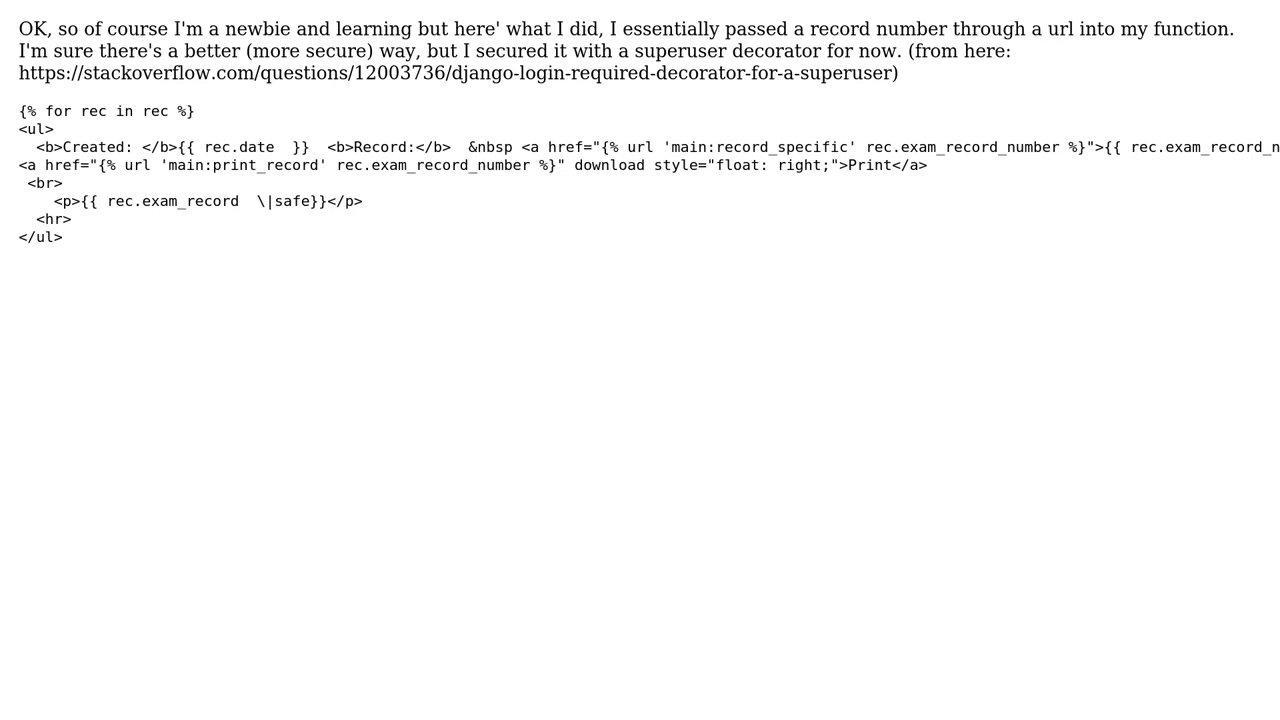 OK, so of course I'm a newbie and learning but here' what I did, I essentially passed a record number through a url into my function.
I'm sure there's a better (more secure) way, but I secured it with a superuser decorator for now. (from here:
https://stackoverflow.com/questions/12003736/django-login-required-decorator-for-a-superuser)
{% for rec in rec %}
<ul>
  <b>Created: </b>{{ rec.date  }}  <b>Record:</b>  &nbsp <a href="{% url 'main:record_specific' rec.exam_record_number %}">{{ rec.exam_record_n
<a href="{% url 'main:print_record' rec.exam_record_number %}" download style="float: right;">Print</a>
 <br>
    <p>{{ rec.exam_record  \|safe}}</p>
  <hr>
</ul>